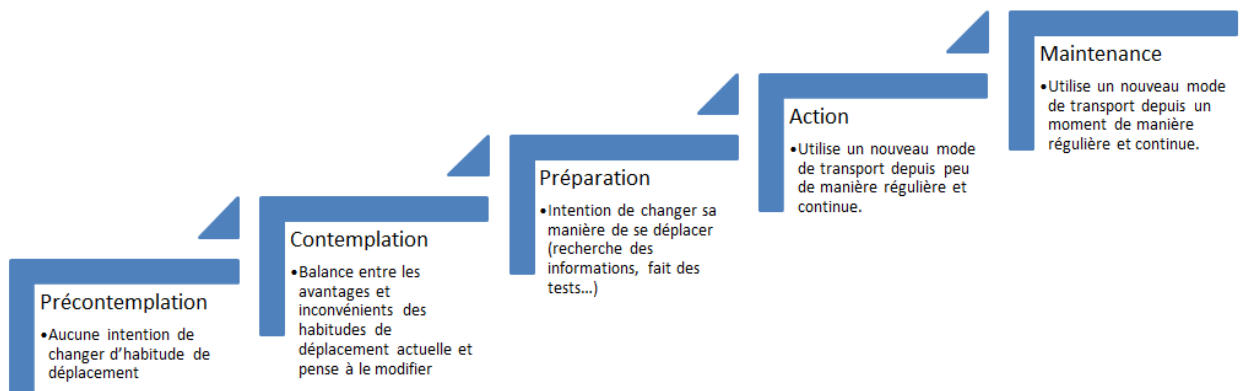 Précontemplation
•Aucune intention de
changer d’habitude de
déplacement
Contemplation
•Balance entre les
avantages et
inconvénients des
habitudes de
déplacement actuelle et
pense à le modifier
Préparation
•Intention de changer sa
manière de se déplacer
(recherche des
informations, fait des
tests…)
Action
•Utilise un nouveau mode
de transport depuis peu
de manière régulière et
continue.
Maintenance
•Utilise un nouveau mode
de transport depuis un
moment de manière
régulière et continue.